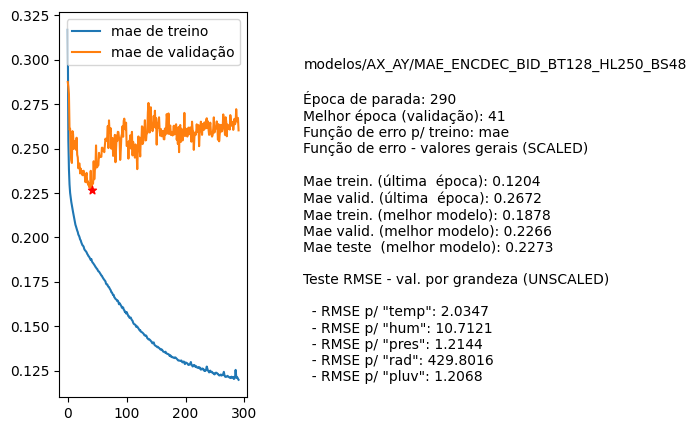 0.325
0.300
0.275
0.250
0.225
0.200
0.175
0.150
0.125
0
100
200
300
mae de treino
mae de validação
modelos/AX_AY/MAE_ENCDEC_BID_BT128_HL250_BS48
Época de parada: 290
Melhor época (validação): 41
Função de erro p/ treino: mae
Função de erro - valores gerais (SCALED)
Mae trein. (última  época): 0.1204
Mae valid. (última  época): 0.2672
Mae trein. (melhor modelo): 0.1878
Mae valid. (melhor modelo): 0.2266
Mae teste  (melhor modelo): 0.2273
Teste RMSE - val. por grandeza (UNSCALED)
- RMSE p/ "temp": 2.0347
- RMSE p/ "hum": 10.7121
- RMSE p/ "pres": 1.2144
- RMSE p/ "rad": 429.8016
- RMSE p/ "pluv": 1.2068